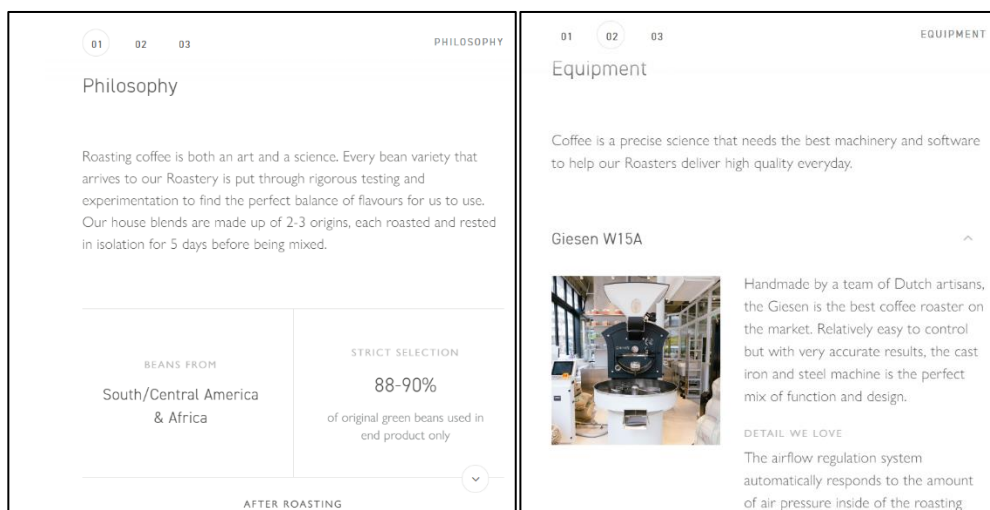 01 02 03
PHILOSOPHY
Philosophy
Roasting coffee is both an art and a science. Every bean variety that
arrives to our Roastery is put through rigorous testing and
experimentation to find the perfect balance of flavours for us to use.
Our house blends are made up of 2-3 origins, each roasted and rested
in isolation for 5 days before being mixed.
BEANS FROM
South/Central America
& Africa
STRICT SELECTION
88-90%
of original green beans used in
end product only
AFTER ROASTING
01 02 03
EQUIPMENT
Equipment
Coffee is a precise science that needs the best machinery and software
to help our Roasters deliver high quality everyday.
Giesen W15A
Handmade by a team of Dutch artisans,
the Giesen is the best coffee roaster on
the market. Relatively easy to control
but with very accurate results, the cast
iron and steel machine is the perfect
mix of function and design.
DETAIL WE LOVE
The airflow regulation system
automatically responds to the amount
of air pressure inside of the roasting